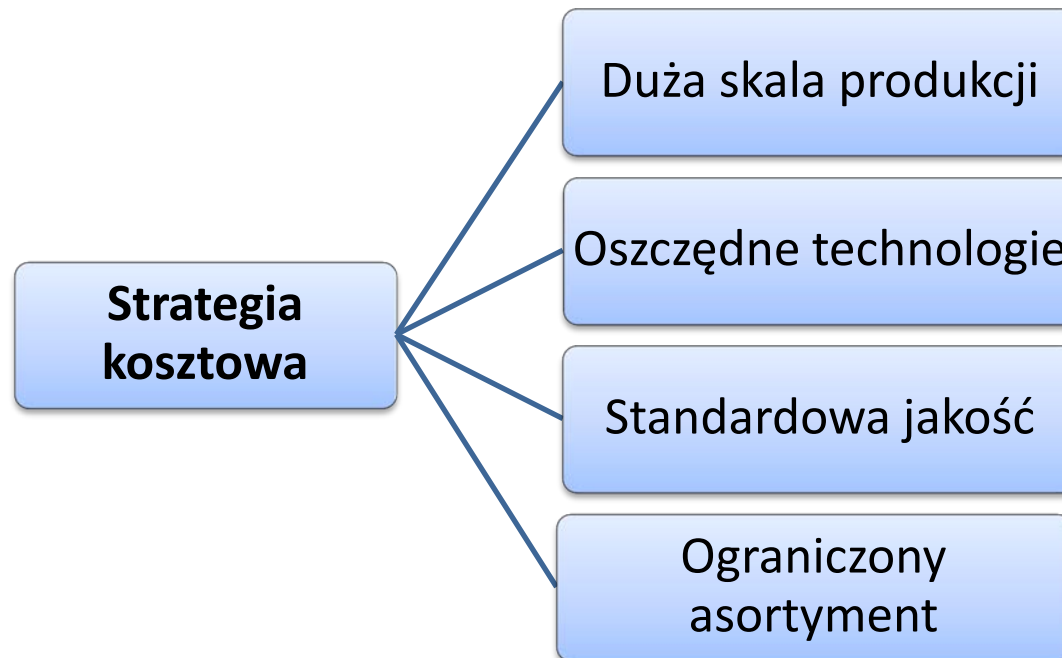 Strategia
kosztowa
Duża skala produkcji
Oszczędne technologie
Standardowa jakość
Ograniczony
asortyment